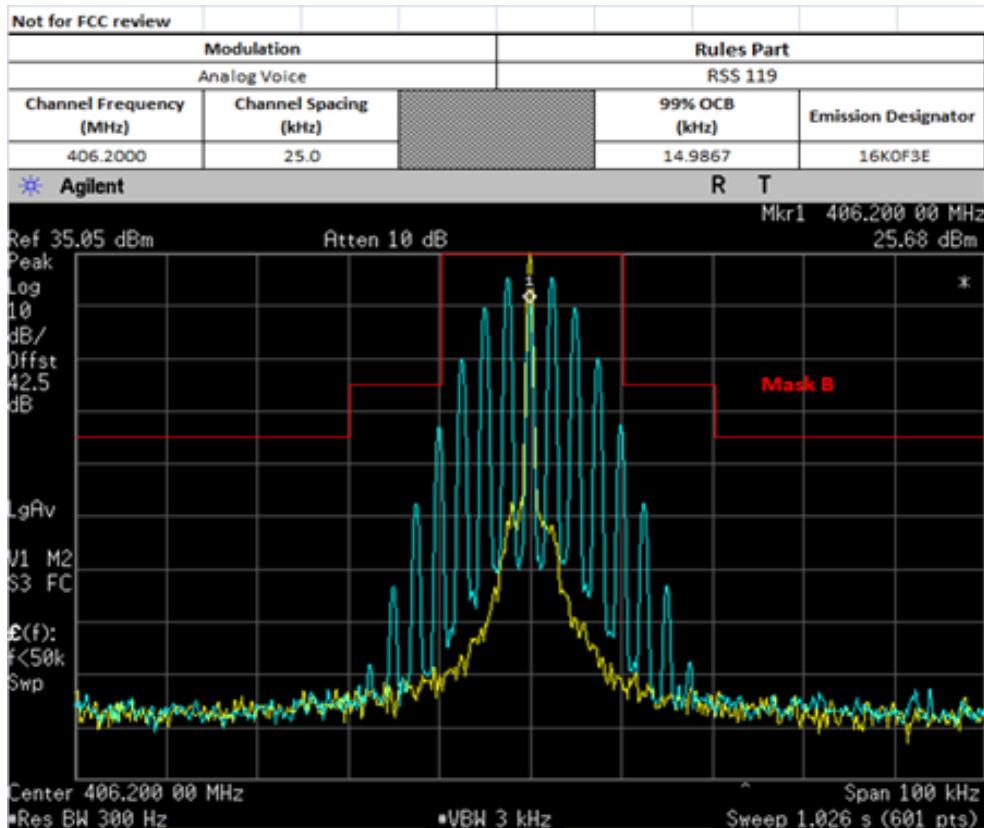 Not for FCC review
Modulation Rules Part
Analog Voice RSS 119
Channel Frequency (MHz) Channel Spacing (kHz) 99% OCB (kHz) Emission Designator
406.2000 25.0 14.9867 16K0F3E
Agilent R T
Mkr1 406.200 00 MHz
Ref 35.05 dBm Atten 10 dB 25.68 dBm
Peak
Log
10
dB/
Offst
42.5
dB
Mask B
LgAv
V1 M2
S3 FC
£(f):
f<50k
Swp
1
*
Center 406.200 00 MHz ^ Span 100 kHz
*Res BW 300 Hz *VBW 3 kHz Sweep 1.026 s (601 pts)